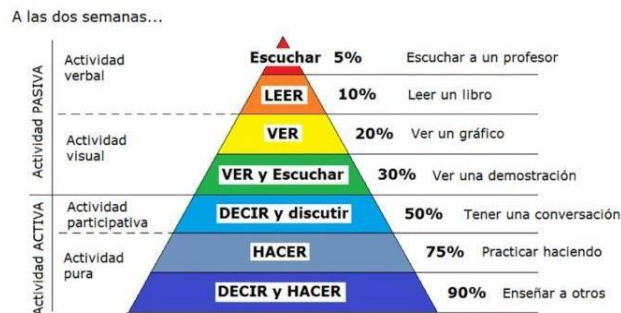 A las dos semanas...
Actividad PASIVA
Actividad
verbal
Escuchar 5% Escuchar a un profesor
LEER 10% Leer un libro
Actividad
visual
VER 20% Ver un gráfico
VER y Escuchar 30% Ver una demostración
Actividad ACTIVA
Actividad
participativa
DECIR y discutir 50% Tener una conversación
Actividad
pura
HACER 75% Practicar haciendo
DECIR y HACER 90% Enseñar a otros